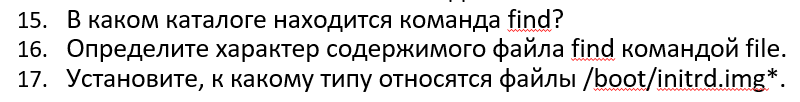 15. В каком каталоге находится команда find?
16. Определите характер содержимого файла find командой file.
17. Установите, к какому типу относятся файлы /boot/initrd.img*.